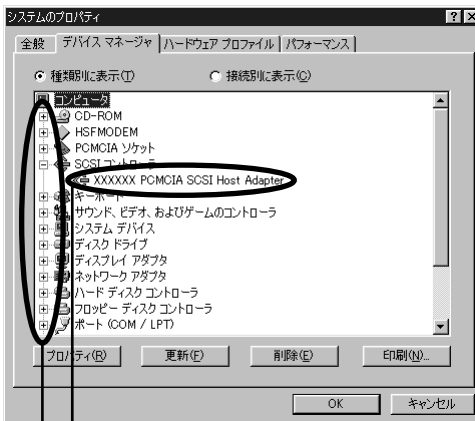 システムのプロパティ
全般 デバイス マネージャ ハードウェア プロファイル パフォーマンス
種類別に表示(T) 接続別に表示(C)
コンピュータ
CD-ROM
HSFMODEM
PCMCIA ソケット
SCSI コントローラ
XXXXXX PCMCIA SCSI Host Adapter
キーボード
サウンド、ビデオ、およびゲームのコントローラ
システム デバイス
ディスク ドライブ
ディスプレイ アダプタ
ネットワーク アダプタ
ハード ディスク コントローラ
フロッピー ディスク コントローラ
ポート (COM / LPT)
プロパティ(R) 更新(F) 削除(E) 印刷(N)...
OK キャンセル